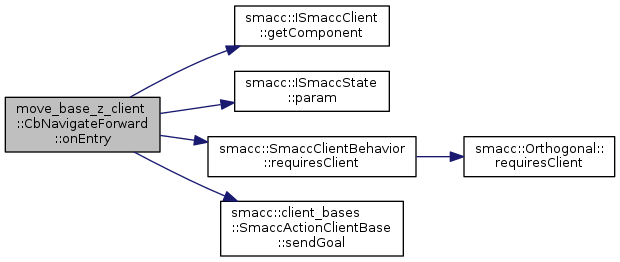 smacc::ISmaccClient
::getComponent
move_base_z_client
::CbNavigateForward
::onEntry
smacc::ISmaccState
::param
smacc::SmaccClientBehavior
::requiresClient
smacc::Orthogonal::
requiresClient
smacc::client_bases
::SmaccActionClientBase
::sendGoal